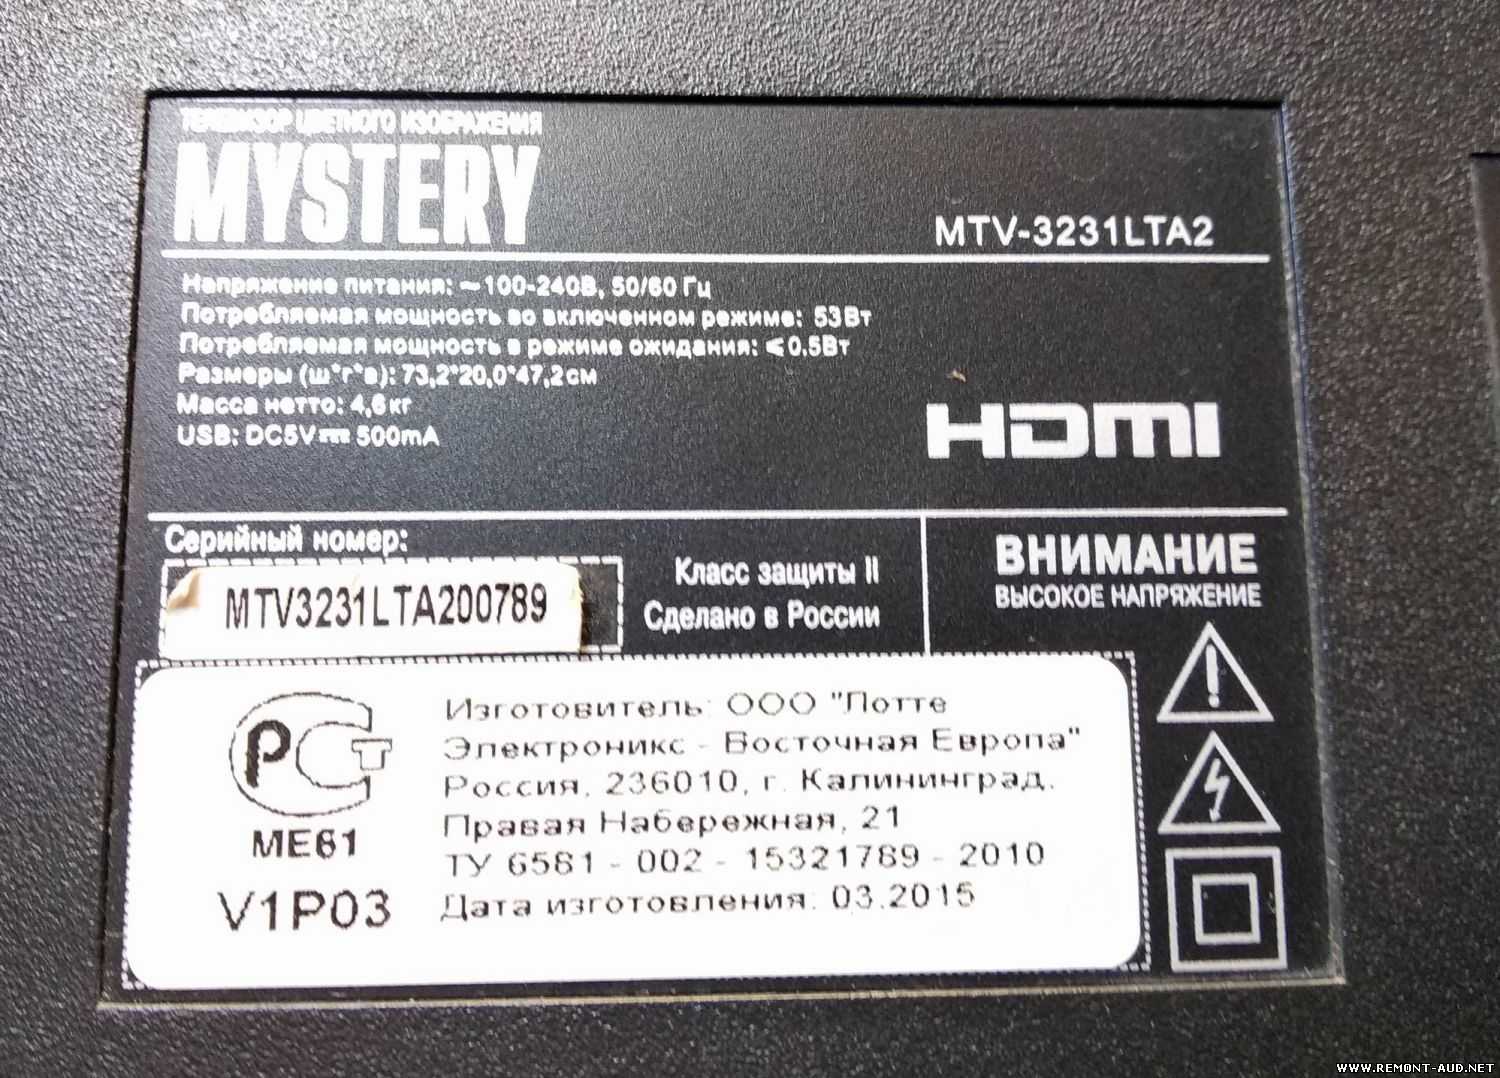 ТЕЛЕВИЗОР ЦВЕТНОГО ИЗОБРАЖЕНИЯ
MYSTERY
MTV-3231LTA2
Напряжение питания: ~100-240В, 50/60 Гц
Потребляемая мощность во включенном режиме: 53Вт
Потребляемая мощность в режиме ожидания: ≤0,5Вт
Размеры (ш*г*в): 73,2*20,0*47,2см
Масса нетто: 4,6кг
USB: DC5V⎓500mA
HDMI
Серийный номер:
MTV3231LTA200789
Класс защиты II
Сделано в России
ВНИМАНИЕ
ВЫСОКОЕ НАПРЯЖЕНИЕ
РСТ
МЕ61
V1P03
Изготовитель: ООО "Лотте
Электроникс - Восточная Европа"
Россия, 236010, г. Калининград,
Правая Набережная, 21
ТУ 6581 - 002 - 15321789 - 2010
Дата изготовления: 03.2015
WWW.REMONT-AUD.NET